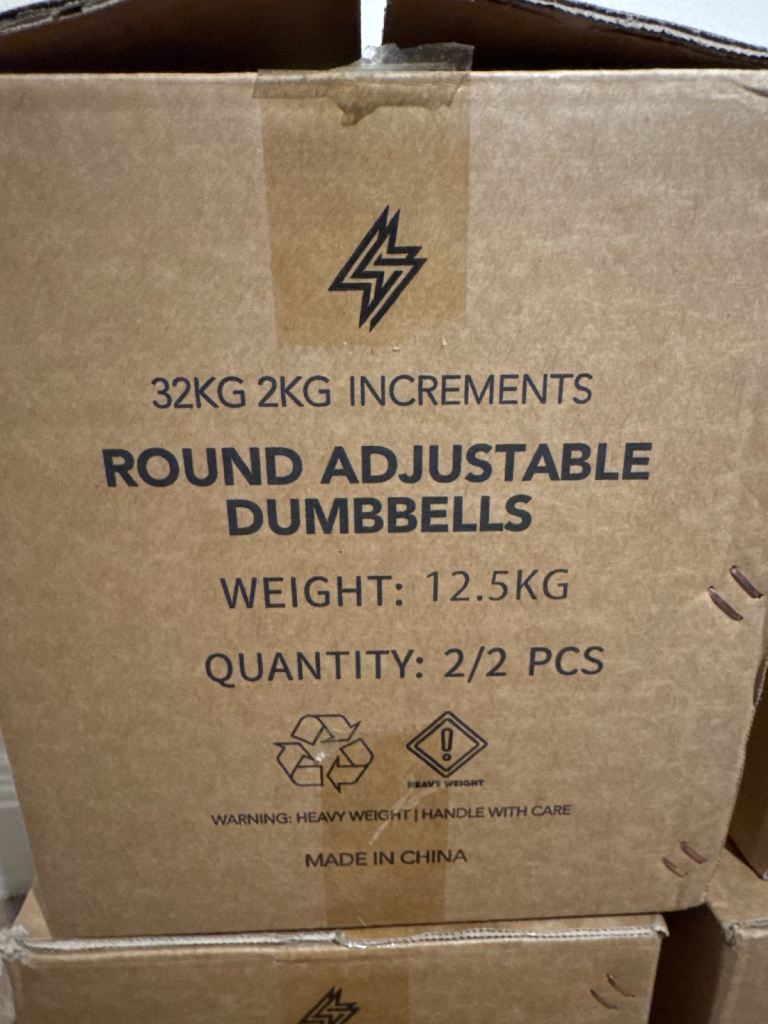 32KG 2KG INCREMENTS
ROUND ADJUSTABLE
DUMBBELLS
WEIGHT: 12.5KG
QUANTITY: 2/2 PCS
HEAVY WEIGHT
WARNING: HEAVY WEIGHT | HANDLE WITH CARE
MADE IN CHINA